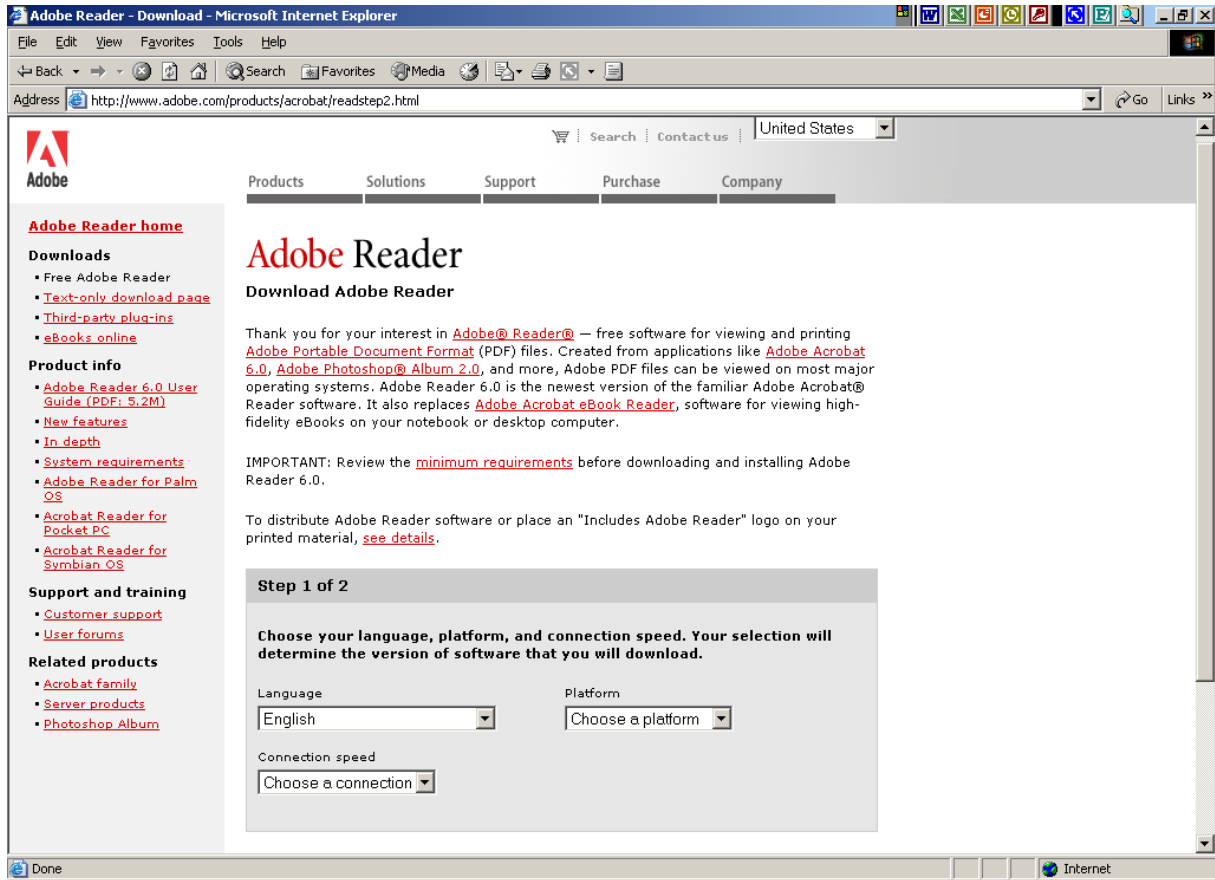 Adobe Reader - Download - Microsoft Internet Explorer
File Edit View Favorites Tools Help
Back Search Favorites Media
Address http://www.adobe.com/products/acrobat/readstep2.html Go Links »
Search Contact us United States
Adobe
Products Solutions Support Purchase Company
Adobe Reader home
Downloads
▪ Free Adobe Reader
▪ Text-only download page
▪ Third-party plug-ins
▪ eBooks online
Product info
▪ Adobe Reader 6.0 User
Guide (PDF: 5.2M)
▪ New features
▪ In depth
▪ System requirements
▪ Adobe Reader for Palm
OS
▪ Acrobat Reader for
Pocket PC
▪ Acrobat Reader for
Symbian OS
Support and training
▪ Customer support
▪ User forums
Related products
▪ Acrobat family
▪ Server products
▪ Photoshop Album
Adobe Reader
Download Adobe Reader
Thank you for your interest in Adobe® Reader® — free software for viewing and printing
Adobe Portable Document Format (PDF) files. Created from applications like Adobe Acrobat
6.0, Adobe Photoshop® Album 2.0, and more, Adobe PDF files can be viewed on most major
operating systems. Adobe Reader 6.0 is the newest version of the familiar Adobe Acrobat®
Reader software. It also replaces Adobe Acrobat eBook Reader, software for viewing high-
fidelity eBooks on your notebook or desktop computer.
IMPORTANT: Review the minimum requirements before downloading and installing Adobe
Reader 6.0.
To distribute Adobe Reader software or place an "Includes Adobe Reader" logo on your
printed material, see details.
Step 1 of 2
Choose your language, platform, and connection speed. Your selection will
determine the version of software that you will download.
Language Platform
English Choose a platform
Connection speed
Choose a connection
Done Internet